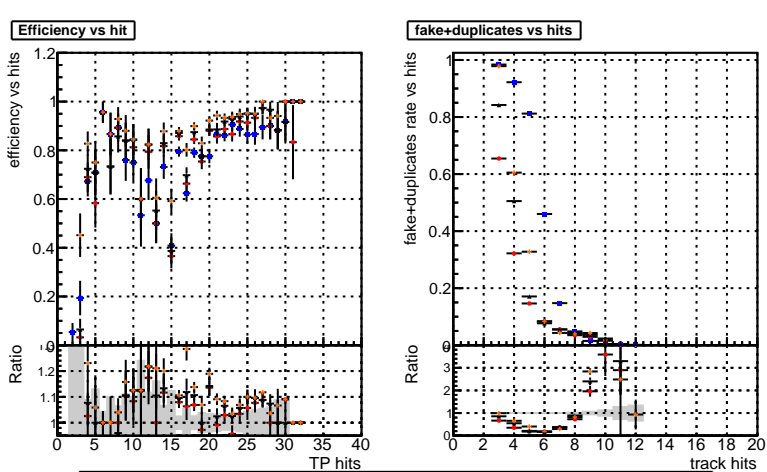 Efficiency vs hit
fake+duplicates vs hits
efficiency vs hits
1.2
1
0.8
0.6
0.4
0.2
0
Ratio
1.2
1.1
1
0 5 10 15 20 25 30 35 40
TP hits
fake+duplicates rate vs hits
1
0.8
0.6
0.4
0.2
0
Ratio
3
2
1
0
0 2 4 6 8 10 12 14 16
track hits